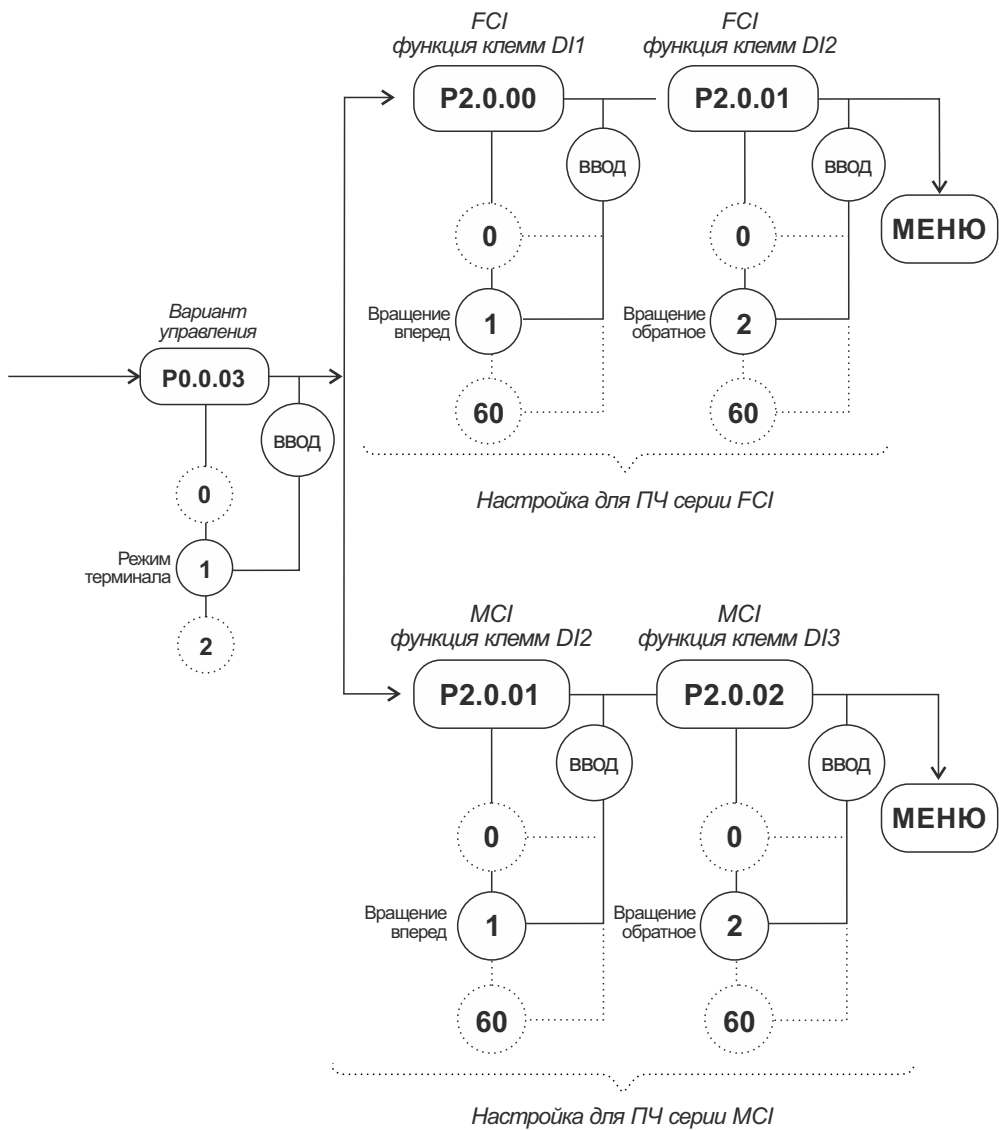 Вариант
управления
P0.0.03
ВВОД
0
Режим
терминала
1
2
FCI
функция клемм DI1
P2.0.00
ВВОД
0
Вращение
вперед
1
60
FCI
функция клемм DI2
P2.0.01
ВВОД
0
Вращение
обратное
2
60
МЕНЮ
Настройка для ПЧ серии FCI
MCI
функция клемм DI2
P2.0.01
ВВОД
0
Вращение
вперед
1
60
MCI
функция клемм DI3
P2.0.02
ВВОД
0
Вращение
обратное
2
60
МЕНЮ
Настройка для ПЧ серии MCI